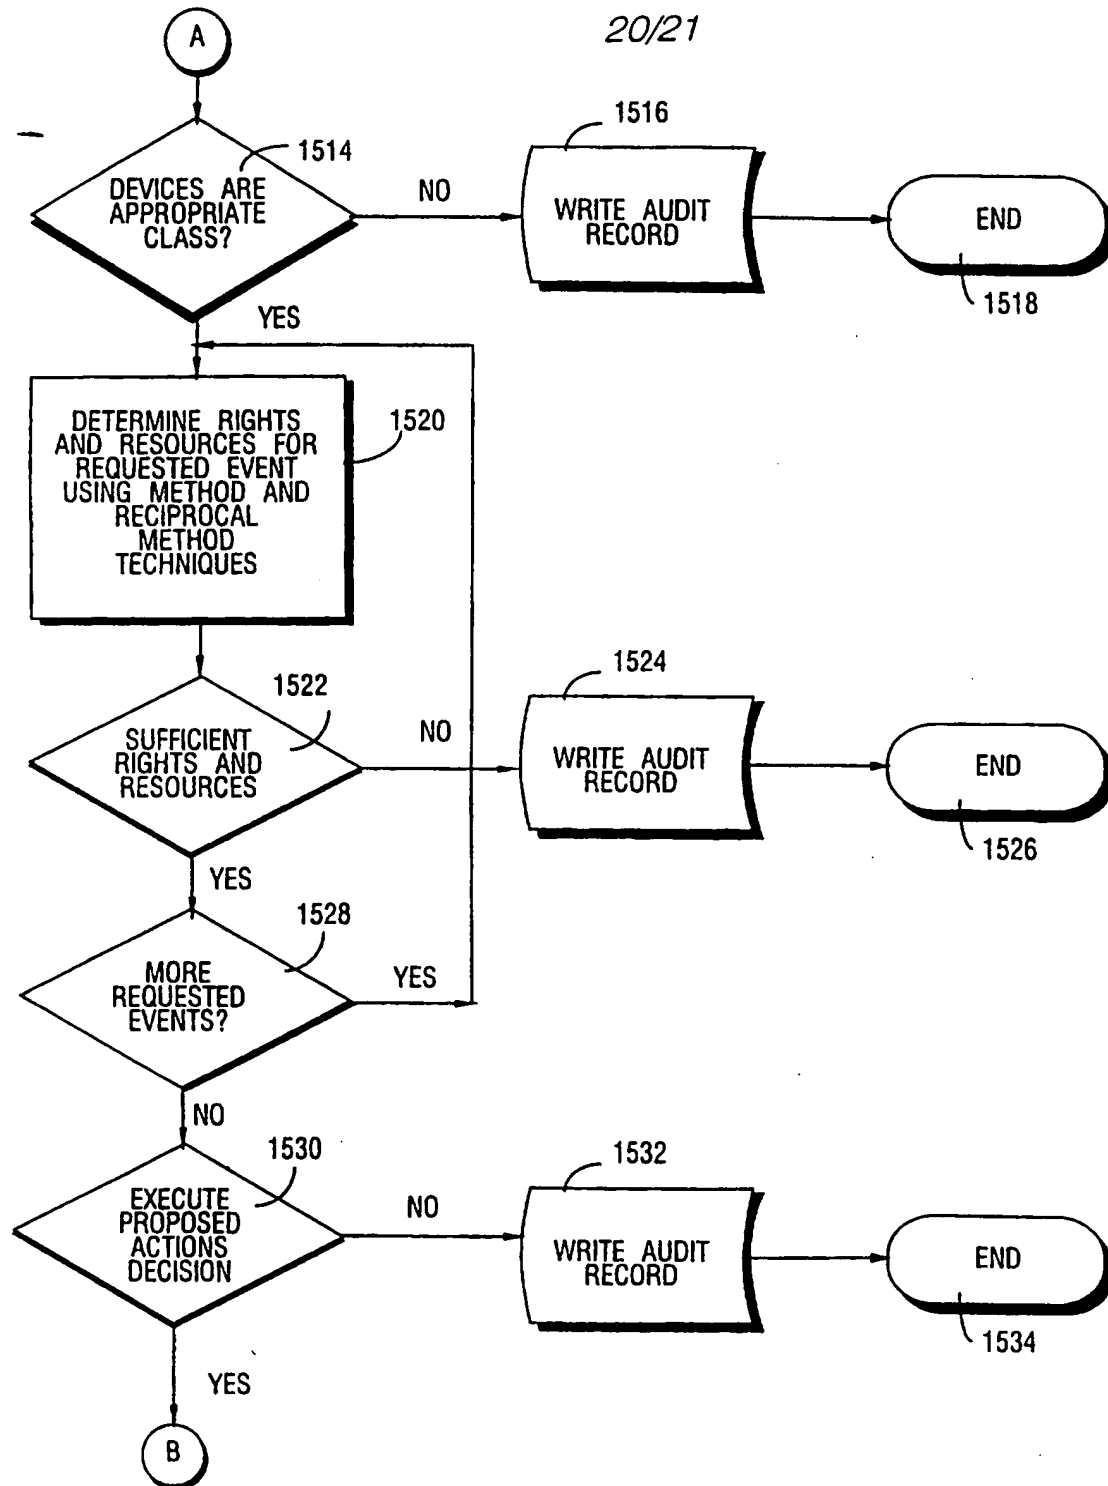 20/21
A
1514
DEVICES ARE
APPROPRIATE
CLASS?
NO
1516
WRITE AUDIT
RECORD
END
1518
YES
DETERMINE RIGHTS
AND RESOURCES FOR
REQUESTED EVENT
USING METHOD AND
RECIPROCAL
METHOD
TECHNIQUES
1520
1522
SUFFICIENT
RIGHTS AND
RESOURCES
NO
1524
WRITE AUDIT
RECORD
END
1526
YES
1528
MORE
REQUESTED
EVENTS?
YES
NO
1530
EXECUTE
PROPOSED
ACTIONS
DECISION
NO
1532
WRITE AUDIT
RECORD
END
1534
YES
B